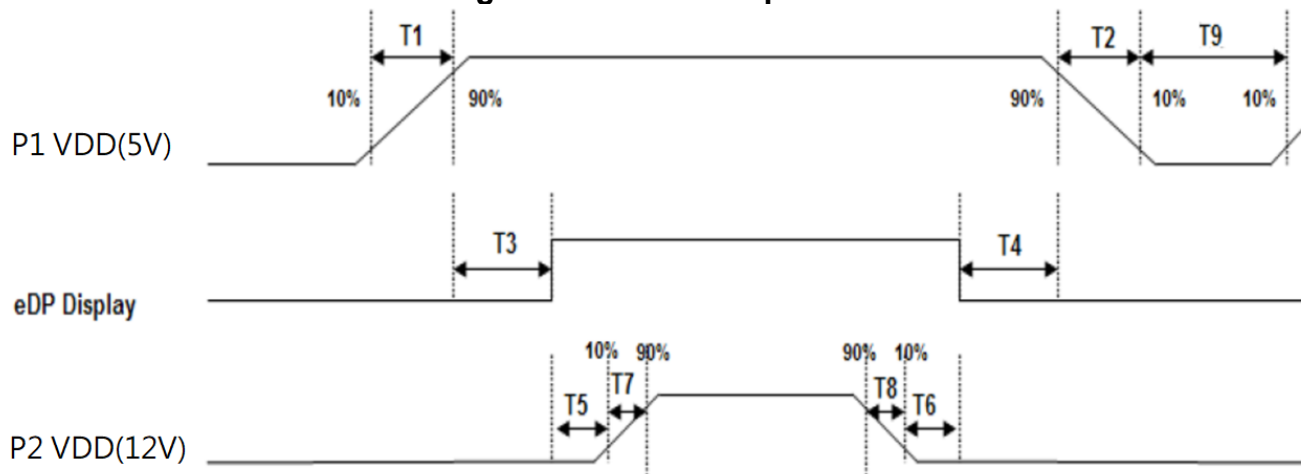 T1
T2
T9
10%
90%
90%
10%
10%
P1 VDD(5V)
T3
T4
eDP Display
10%
90%
90%
10%
T5
T7
T8
T6
P2 VDD(12V)